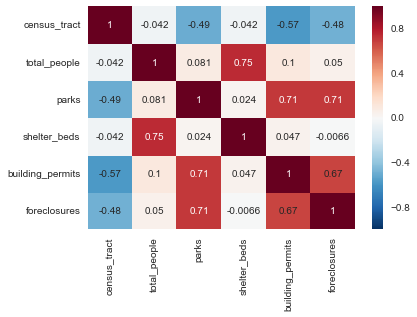 census_tract 1 -0.042 -0.49 -0.042 -0.57 -0.48
total_people -0.042 1 0.081 0.75 0.1 0.05
parks -0.49 0.081 1 0.024 0.71 0.71
shelter_beds -0.042 0.75 0.024 1 0.047 -0.0066
building_permits -0.57 0.1 0.71 0.047 1 0.67
foreclosures -0.48 0.05 0.71 -0.0066 0.67 1
census_tract
total_people
parks
shelter_beds
building_permits
foreclosures
0.8
0.4
0.0
-0.4
-0.8